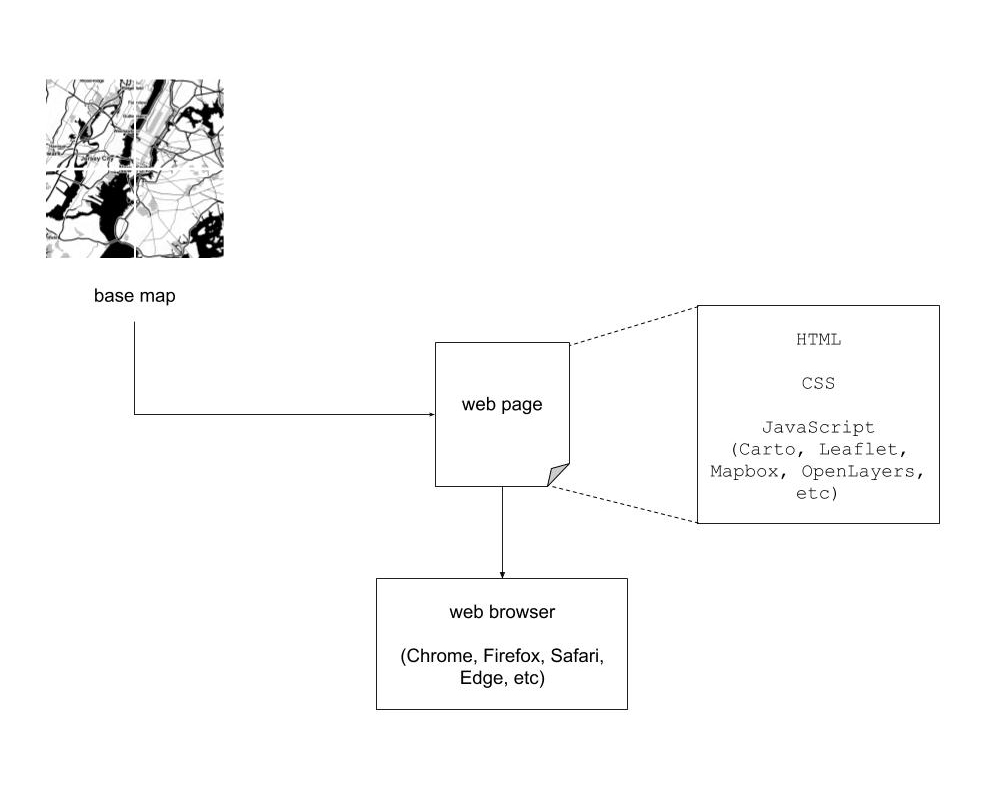 Jersey City
base map
web page
HTML
CSS
JavaScript
(Carto, Leaflet,
Mapbox, OpenLayers,
etc)
web browser
(Chrome, Firefox, Safari,
Edge, etc)